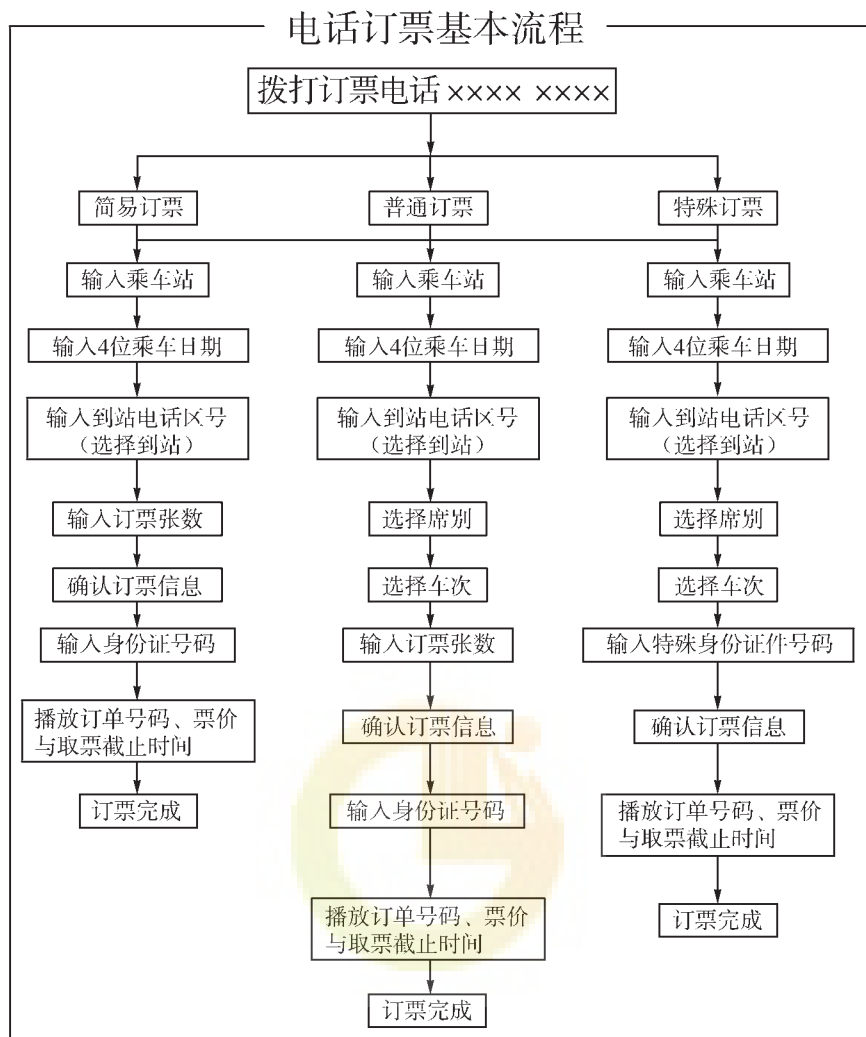 电话订票基本流程
拨打订票电话×××× ××××
简易订票
输入乘车站
输入4位乘车日期
输入到站电话区号
（选择到站）
输入订票张数
确认订票信息
输入身份证号码
播放订单号码、票价
与取票截止时间
订票完成
普通订票
输入乘车站
输入4位乘车日期
输入到站电话区号
（选择到站）
选择席别
选择车次
输入订票张数
确认订票信息
输入身份证号码
播放订单号码、票价
与取票截止时间
订票完成
特殊订票
输入乘车站
输入4位乘车日期
输入到站电话区号
（选择到站）
选择席别
选择车次
输入特殊身份证件号码
确认订票信息
播放订单号码、票价
与取票截止时间
订票完成